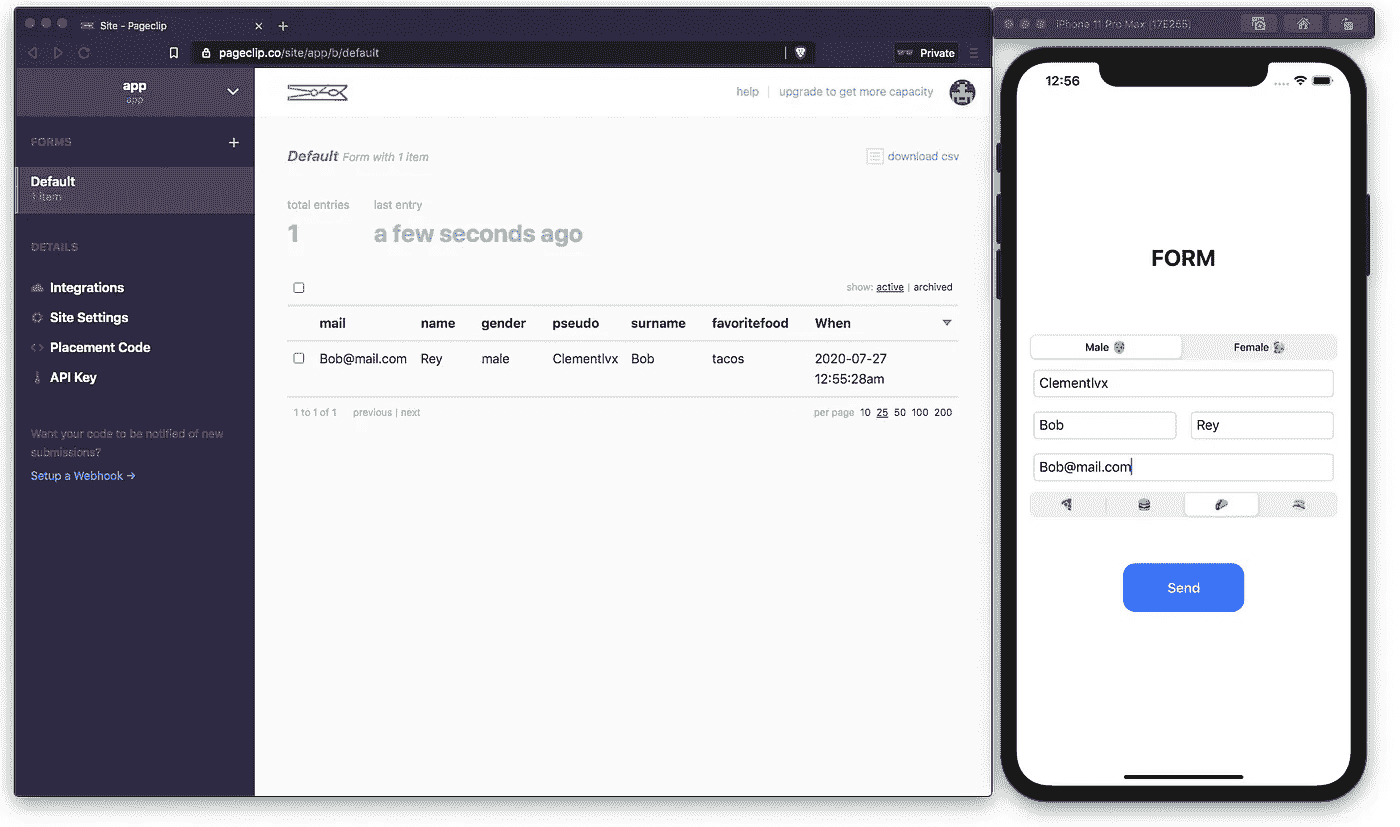 Site - Pageclip
pageclip.co/site/app/b/default
Private
app
app
FORMS
Default
1 item
DETAILS
Integrations
Site Settings
Placement Code
API Key
Want your code to be notified of new
submissions?
Setup a Webhook →
help | upgrade to get more capacity
Default Form with 1 item
download csv
total entries last entry
1 a few seconds ago
show: active | archived
mail name gender pseudo surname favoritefood When
Bob@mail.com Rey male Clementlvx Bob tacos 2020-07-27
12:55:28am
1 to 1 of 1 previous | next
per page 10 25 50 100 200
iPhone 11 Pro Max [17E255]
12:56
FORM
Male Female
Clementlvx
Bob Rey
Bob@mail.com
Send